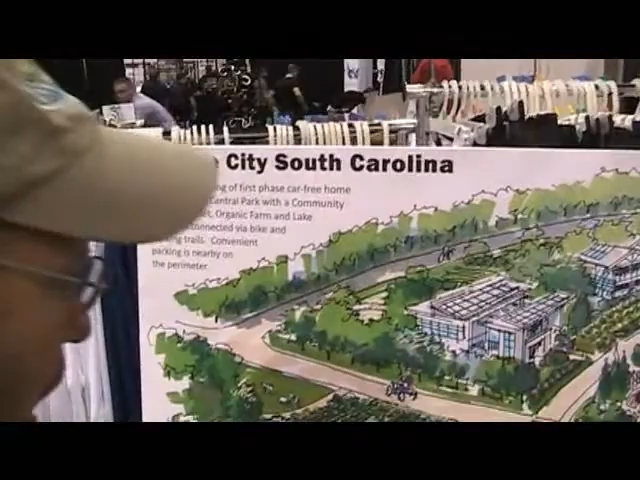 City South Carolina
of first phase car-free home
Central Park with a Community
Organic Farm and Lake
connected via bike and
trails. Convenient
parking is nearby on
the perimeter.